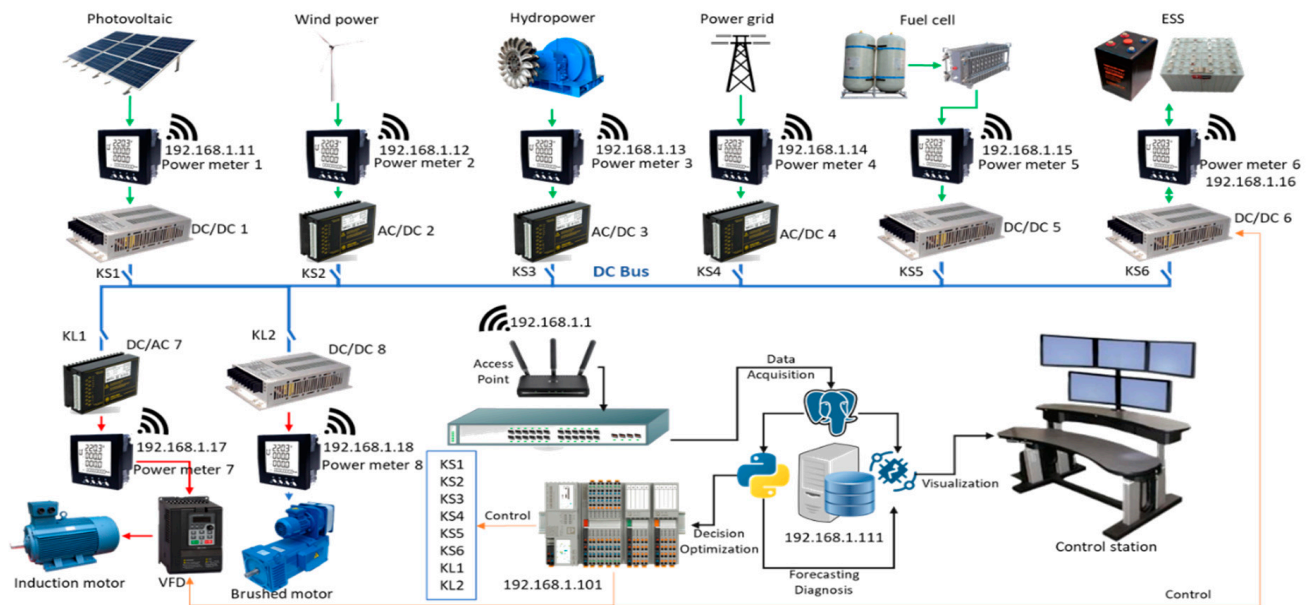 Photovoltaic
Wind power
Hydropower
Power grid
Fuel cell
ESS
192.168.1.11
Power meter 1
192.168.1.12
Power meter 2
192.168.1.13
Power meter 3
192.168.1.14
Power meter 4
192.168.1.15
Power meter 5
Power meter 6
192.168.1.16
DC/DC 1
AC/DC 2
AC/DC 3
AC/DC 4
DC/DC 5
DC/DC 6
KS1
KS2
KS3
DC Bus
KS4
KS5
KS6
KL1
DC/AC 7
KL2
DC/DC 8
192.168.1.1
Access
Point
Data
Acquisition
192.168.1.17
Power meter 7
192.168.1.18
Power meter 8
KS1
KS2
KS3
KS4
KS5
KS6
KL1
KL2
Control
Decision
Optimization
192.168.1.101
192.168.1.111
Forecasting
Diagnosis
Visualization
Control station
Induction motor
VFD
Brushed motor
Control